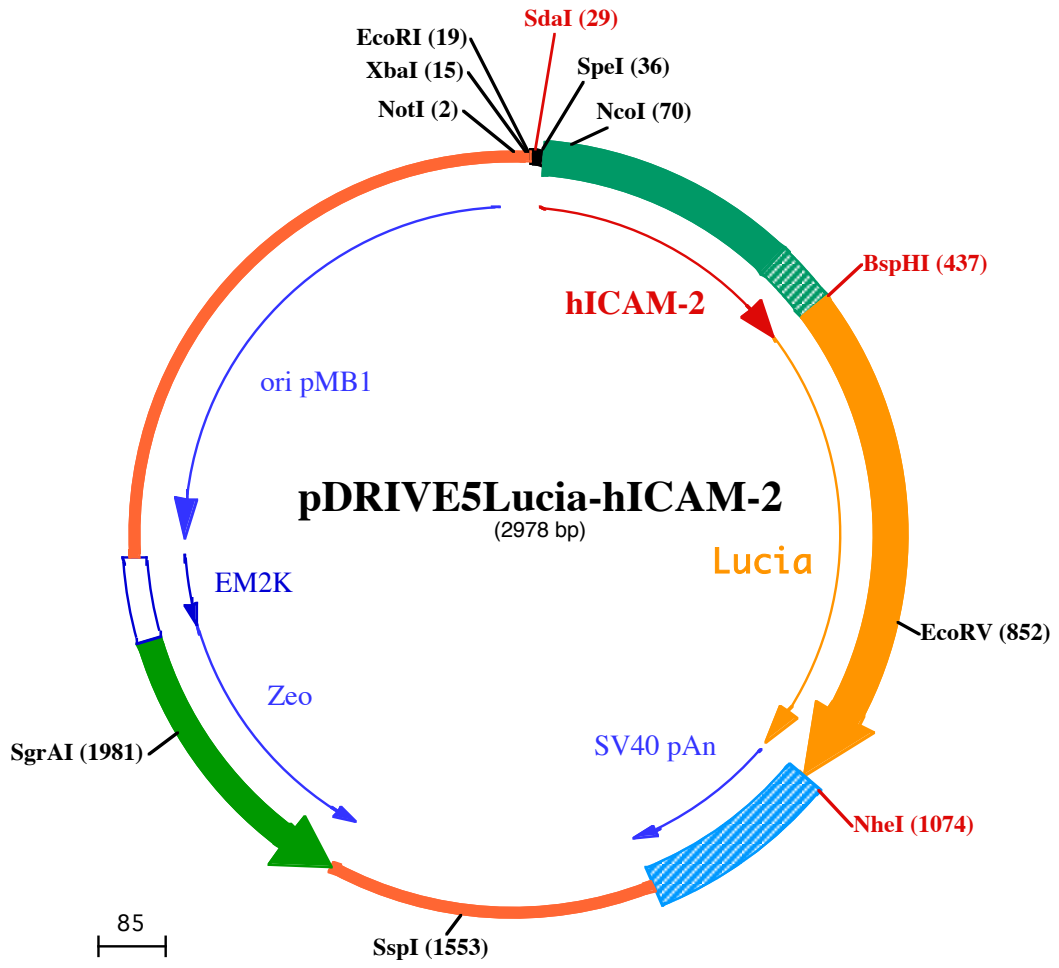 SdaI (29)
EcoRI (19)
XbaI (15)
SpeI (36)
NotI (2)
NcoI (70)
BspHI (437)
hICAM-2
ori pMB1
pDRIVE5Lucia-hICAM-2
(2978 bp)
Lucia
EM2K
EcoRV (852)
Zeo
SV40 pAn
SgrAI (1981)
NheI (1074)
85
SspI (1553)